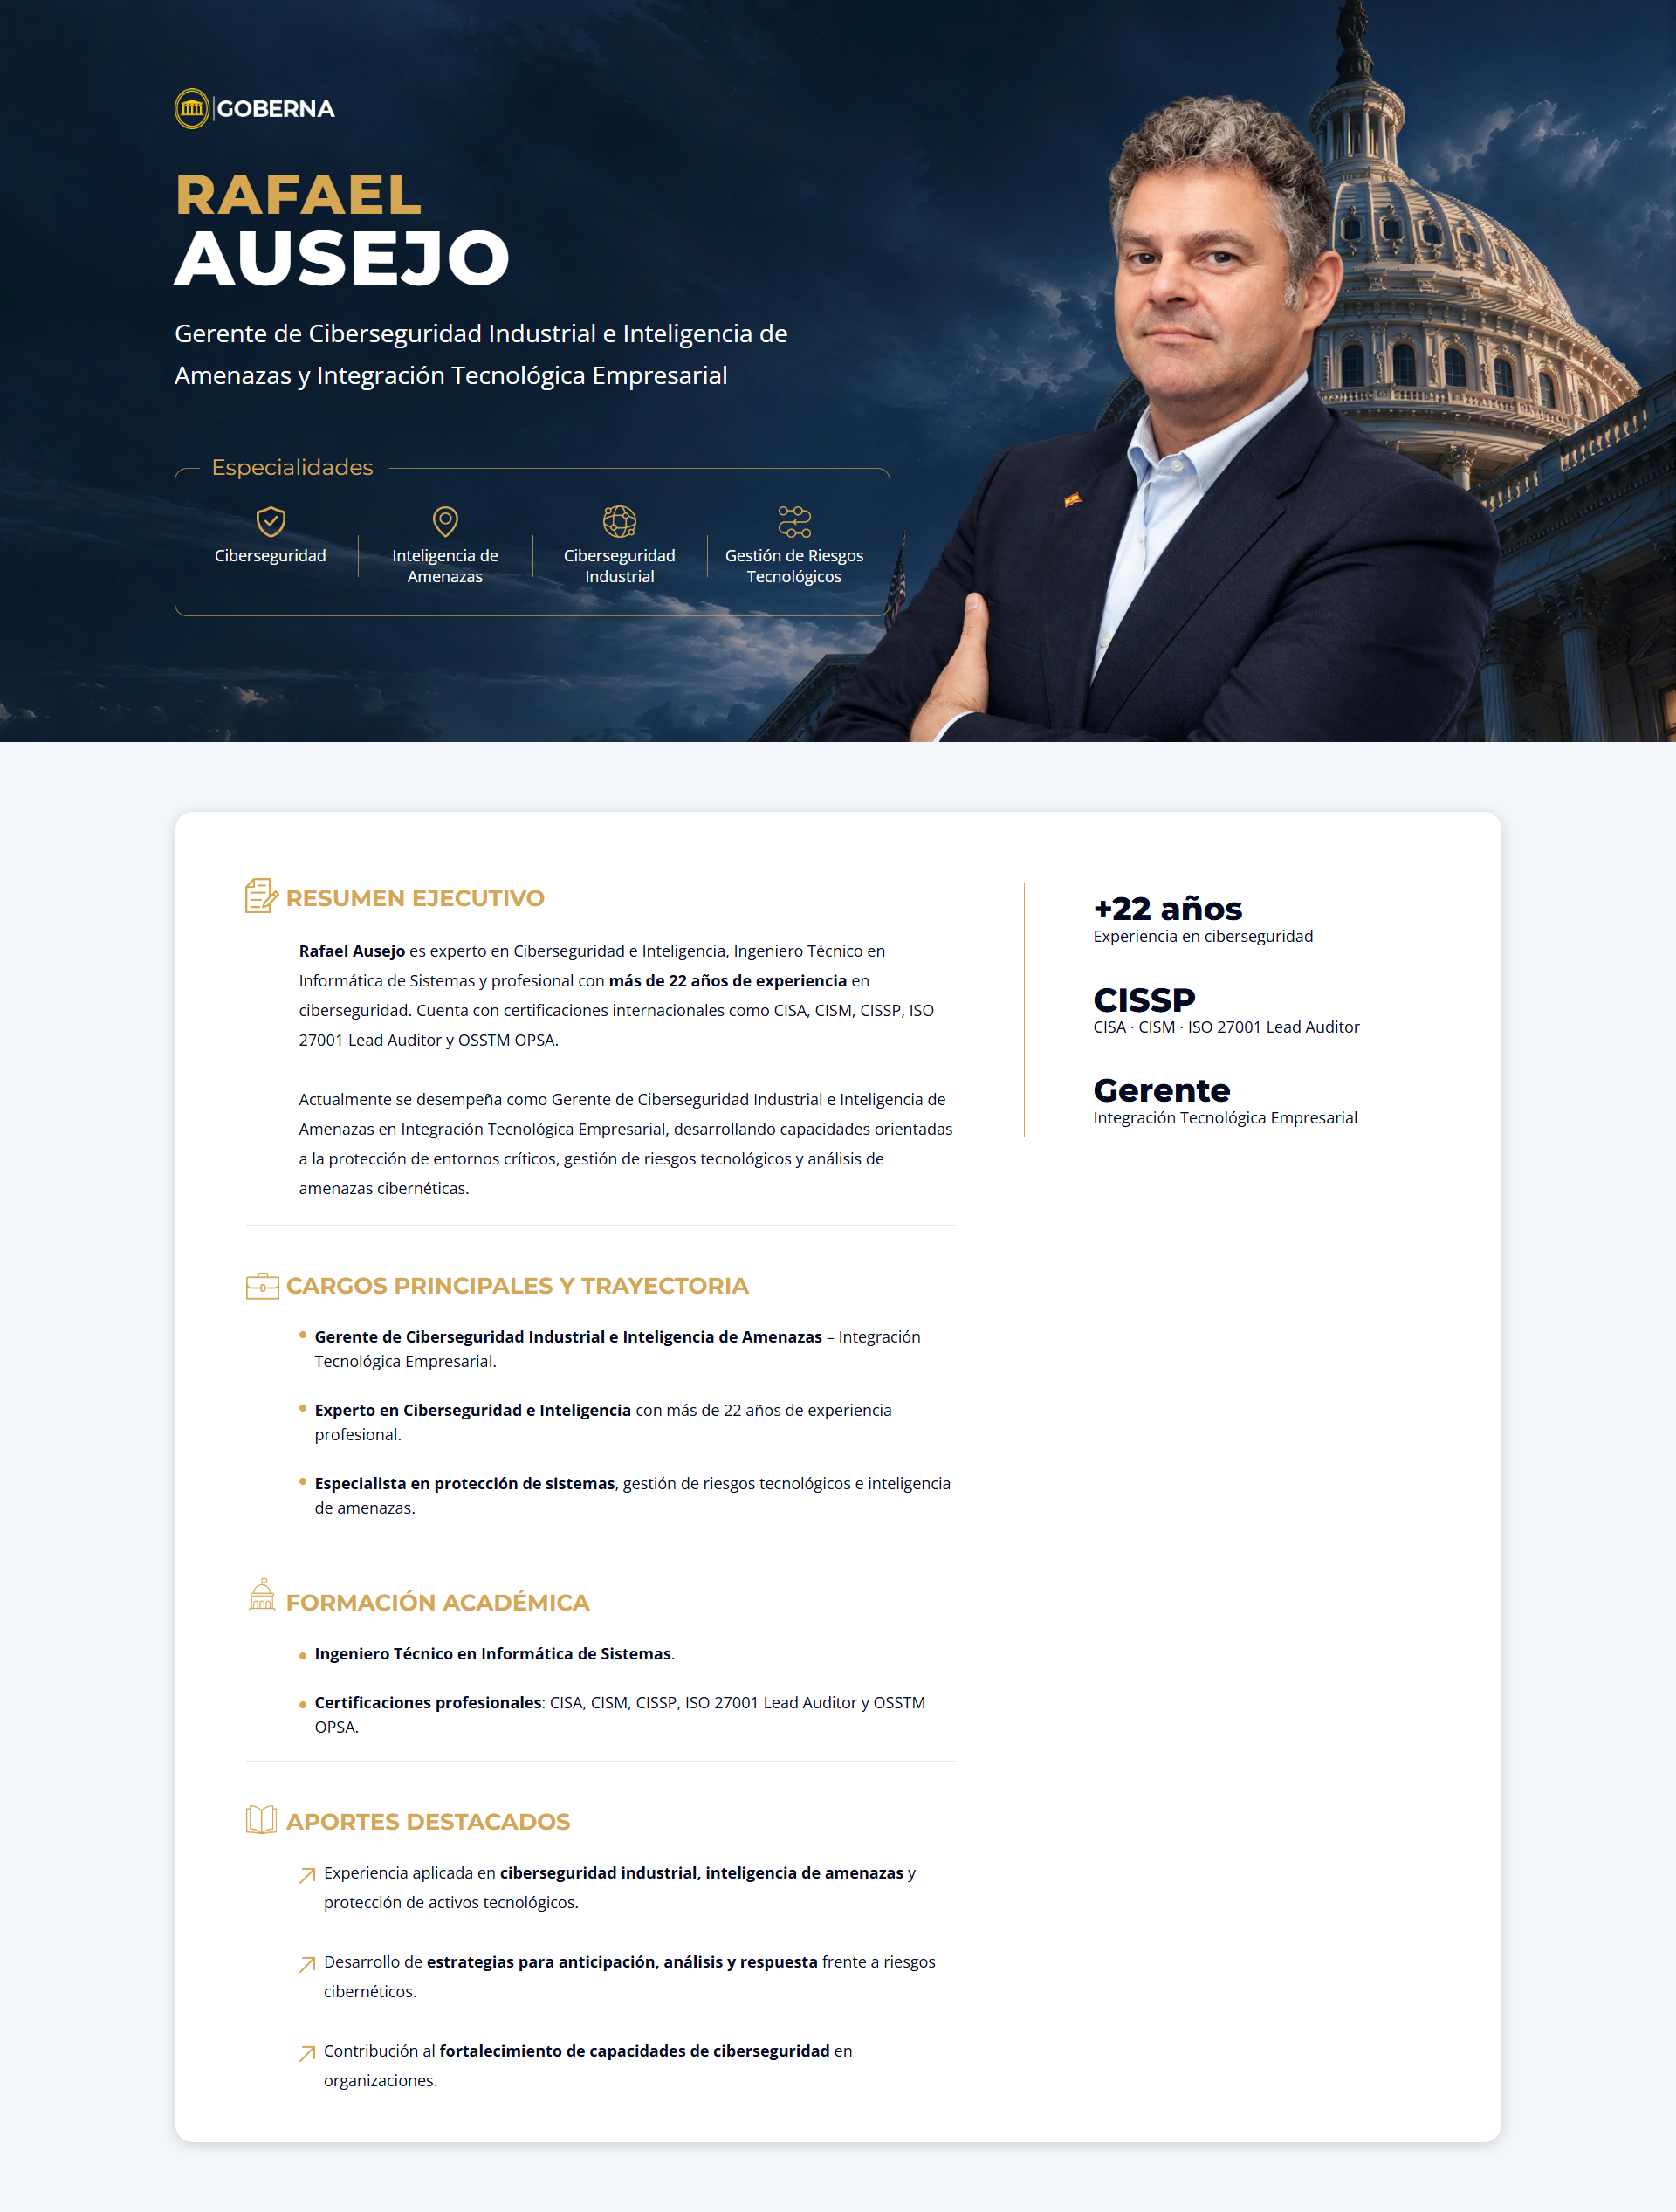 GOBERNA
RAFAEL
AUSEJO
Gerente de Ciberseguridad Industrial e Inteligencia de
Amenazas y Integración Tecnológica Empresarial
Especialidades
Ciberseguridad
Inteligencia de
Amenazas
Ciberseguridad
Industrial
Gestión de Riesgos
Tecnológicos
RESUMEN EJECUTIVO
Rafael Ausejo es experto en Ciberseguridad e Inteligencia, Ingeniero Técnico en
Informática de Sistemas y profesional con más de 22 años de experiencia en
ciberseguridad. Cuenta con certificaciones internacionales como CISA, CISM, CISSP, ISO
27001 Lead Auditor y OSSTM OPSA.
Actualmente se desempeña como Gerente de Ciberseguridad Industrial e Inteligencia de
Amenazas en Integración Tecnológica Empresarial, desarrollando capacidades orientadas
a la protección de entornos críticos, gestión de riesgos tecnológicos y análisis de
amenazas cibernéticas.
+22 años
Experiencia en ciberseguridad
CISSP
CISA · CISM · ISO 27001 Lead Auditor
Gerente
Integración Tecnológica Empresarial
CARGOS PRINCIPALES Y TRAYECTORIA
Gerente de Ciberseguridad Industrial e Inteligencia de Amenazas – Integración
Tecnológica Empresarial.
Experto en Ciberseguridad e Inteligencia con más de 22 años de experiencia
profesional.
Especialista en protección de sistemas, gestión de riesgos tecnológicos e inteligencia
de amenazas.
FORMACIÓN ACADÉMICA
Ingeniero Técnico en Informática de Sistemas.
Certificaciones profesionales: CISA, CISM, CISSP, ISO 27001 Lead Auditor y OSSTM
OPSA.
APORTES DESTACADOS
Experiencia aplicada en ciberseguridad industrial, inteligencia de amenazas y
protección de activos tecnológicos.
Desarrollo de estrategias para anticipación, análisis y respuesta frente a riesgos
cibernéticos.
Contribución al fortalecimiento de capacidades de ciberseguridad en
organizaciones.